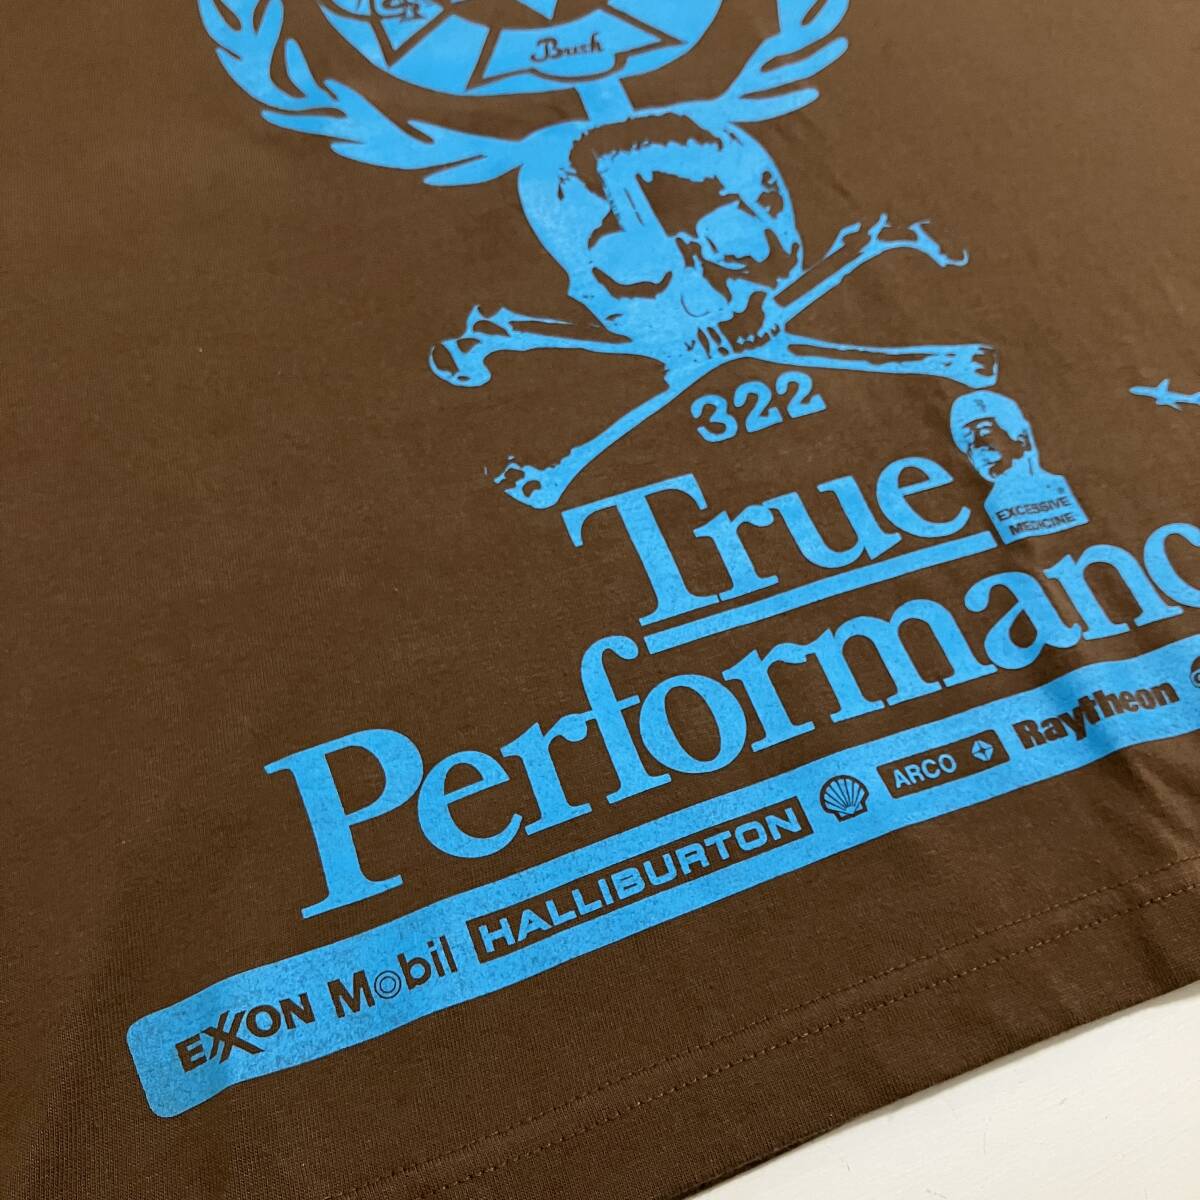 Bush
322
True
EXCESSIVE
MEDICINE
Performanc
EXXON Mobil HALLIBURTON ARCO Raytheon